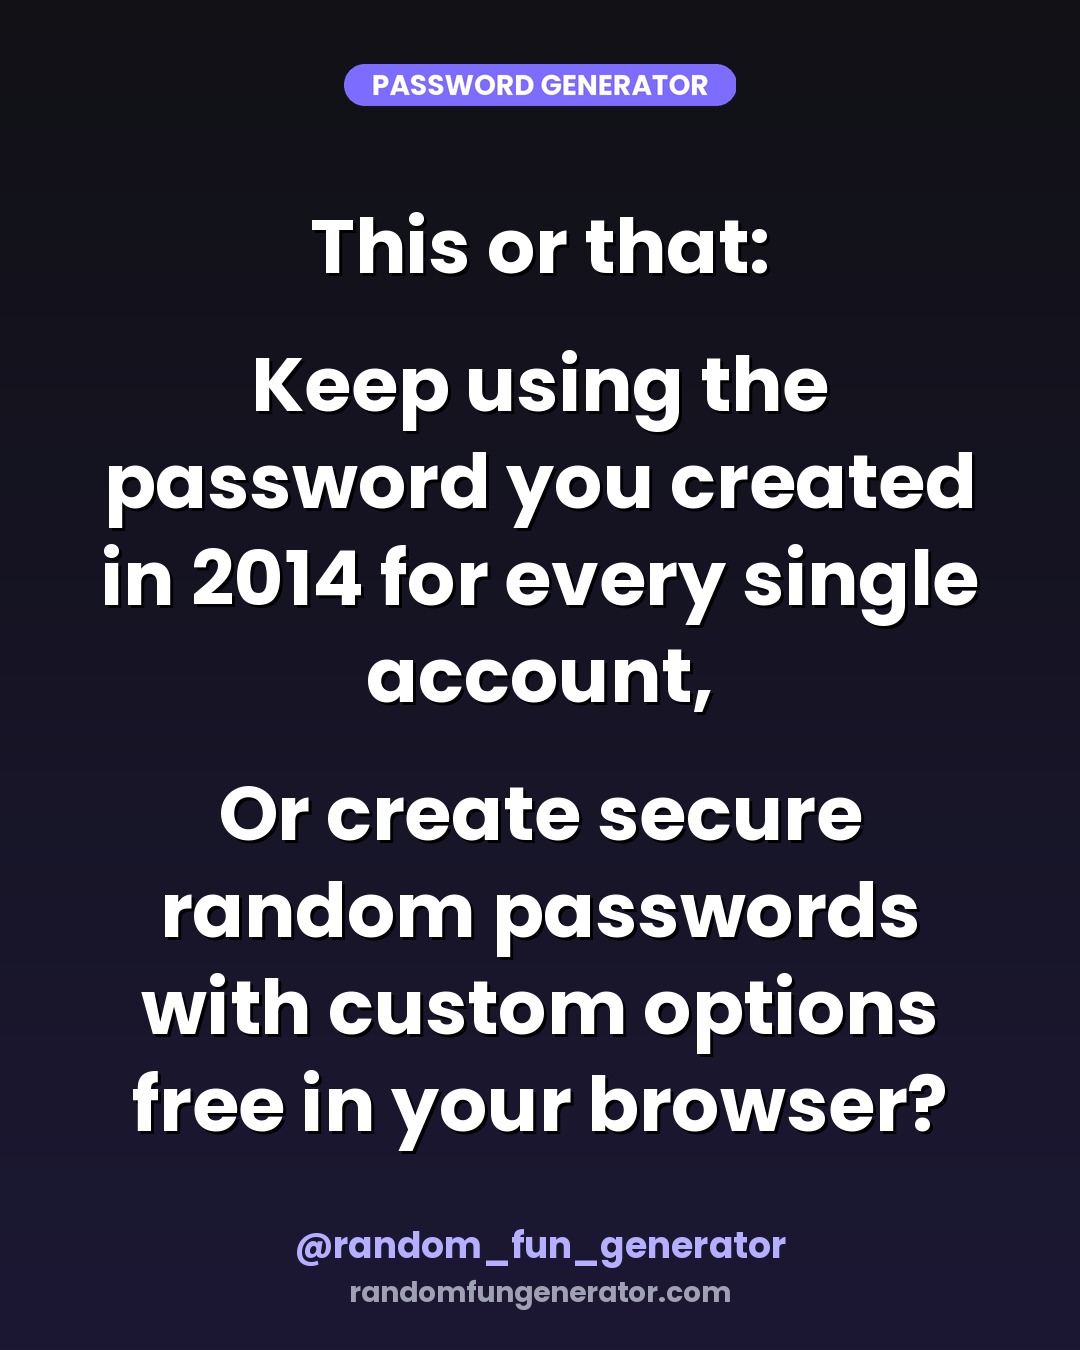 PASSWORD GENERATOR
This or that:
Keep using the
password you created
in 2014 for every single
account,
Or create secure
random passwords
with custom options
free in your browser?
@random_fun_generator
randomfungenerator.com